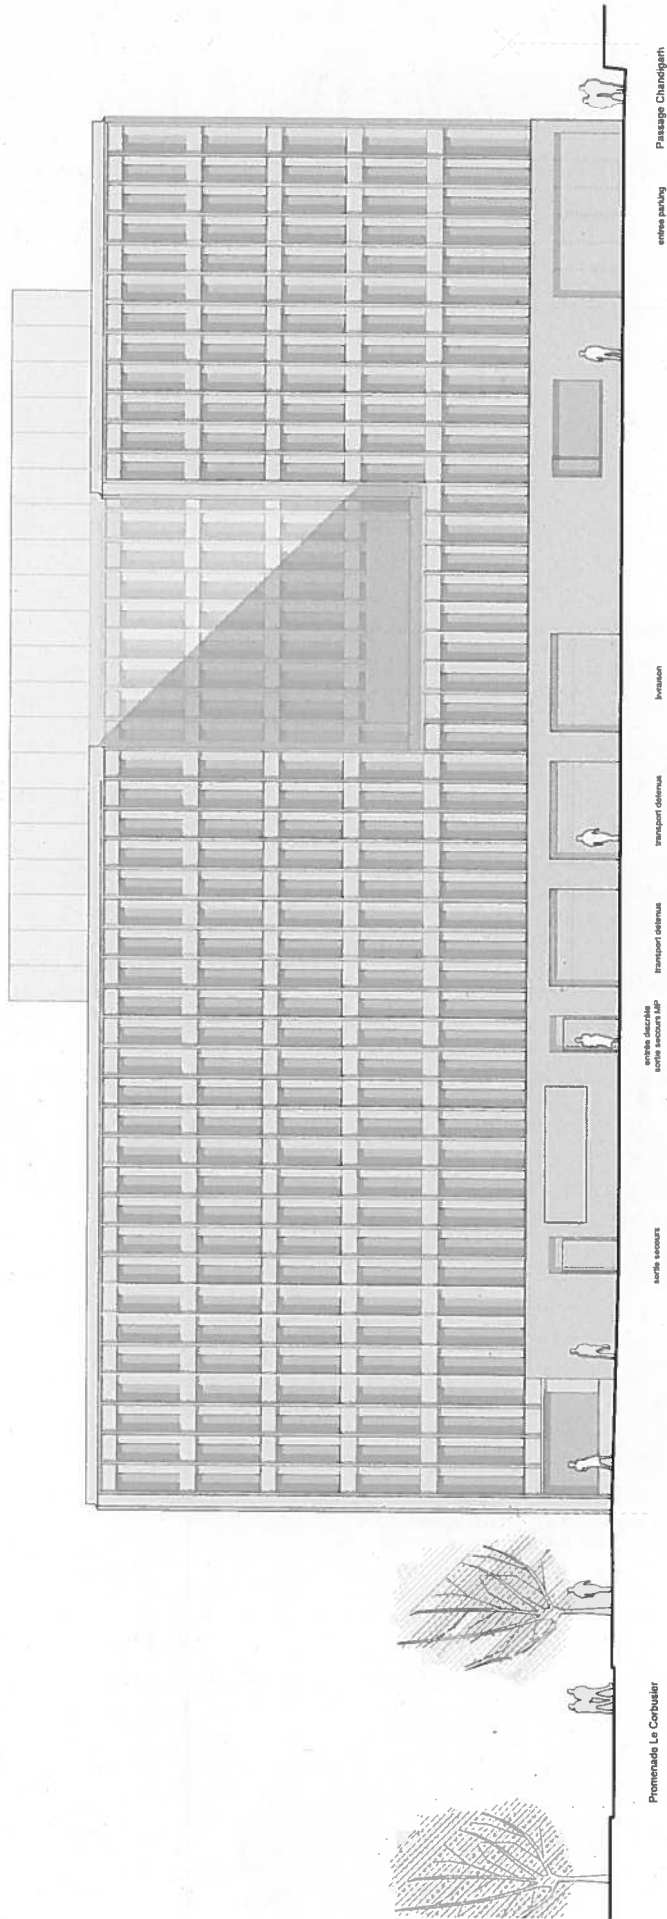 Promenade Le Corbusier
sortie secours
entrée discrète
sortie secours MP
transport détenus
transport détenus
livraison
entrée parking
Passage Chandigarh